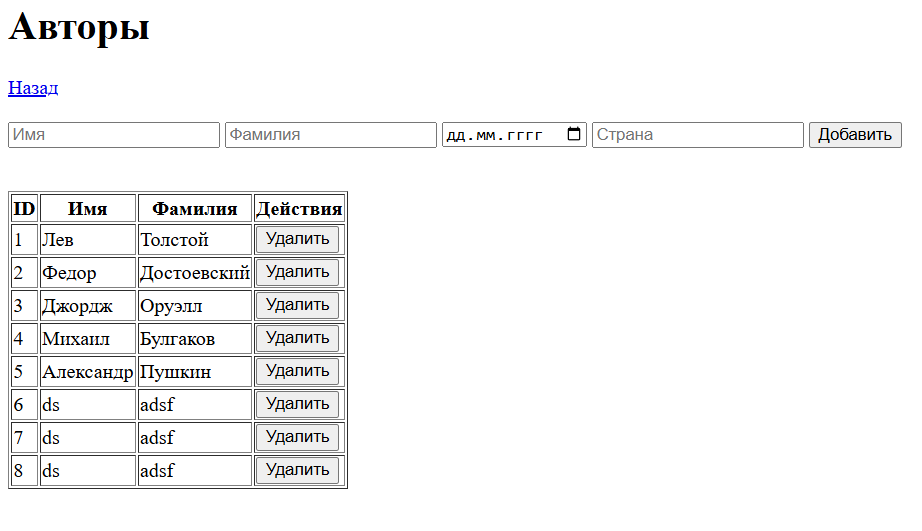 Авторы
Назад
Имя Фамилия дд.мм.гггг Страна Добавить
ID Имя Фамилия Действия
1 Лев Толстой Удалить
2 Федор Достоевский Удалить
3 Джордж Оруэлл Удалить
4 Михаил Булгаков Удалить
5 Александр Пушкин Удалить
6 ds adsf Удалить
7 ds adsf Удалить
8 ds adsf Удалить